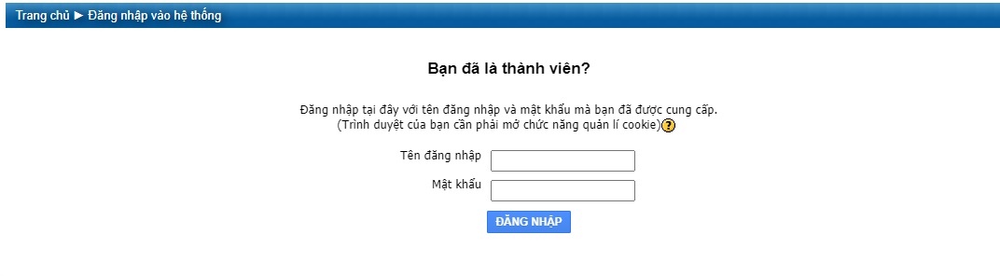 Trang chủ ► Đăng nhập vào hệ thống
Bạn đã là thành viên?
Đăng nhập tại đây với tên đăng nhập và mật khẩu mà bạn đã được cung cấp.
(Trình duyệt của bạn cần phải mở chức năng quản lí cookie)?
Tên đăng nhập
Mật khẩu
ĐĂNG NHẬP